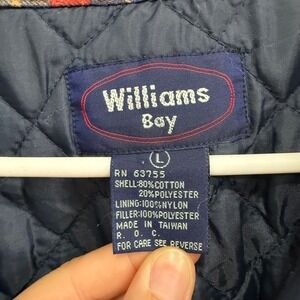 Williams
Bay
L
RN 63755
SHELL:80%COTTON
20%POLYESTER
LINING:100%NYLON
FILLER:100%POLYESTER
MADE IN TAIWAN
R. O. C.
FOR CARE SEE REVERSE